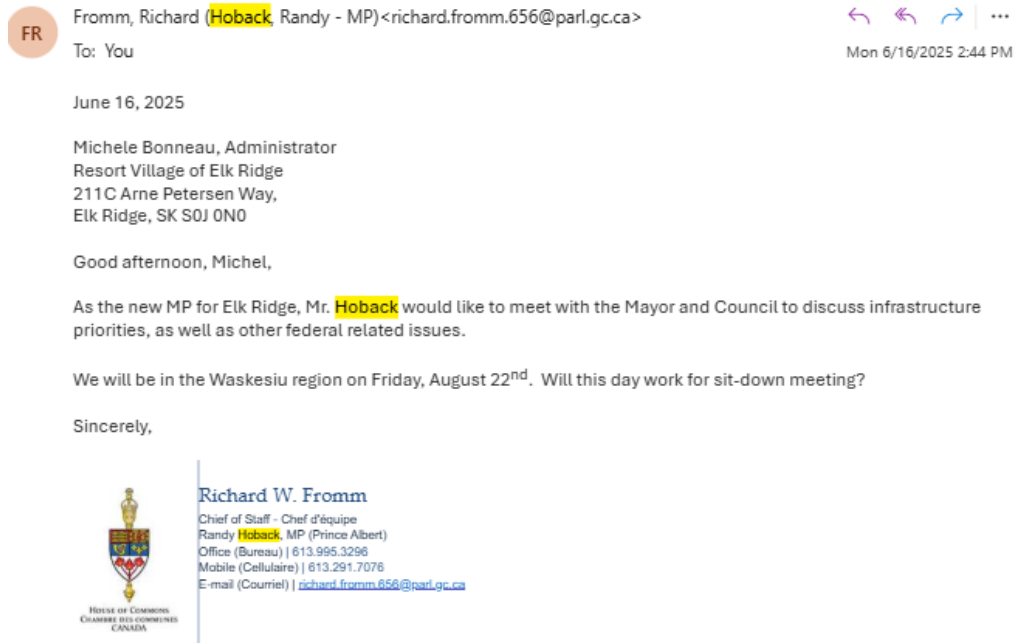 FR
Fromm, Richard (Hoback, Randy - MP)<richard.fromm.656@parl.gc.ca>
To: You
Mon 6/16/2025 2:44 PM
June 16, 2025
Michele Bonneau, Administrator
Resort Village of Elk Ridge
211C Arne Petersen Way,
Elk Ridge, SK S0J 0N0
Good afternoon, Michel,
As the new MP for Elk Ridge, Mr. Hoback would like to meet with the Mayor and Council to discuss infrastructure
priorities, as well as other federal related issues.
We will be in the Waskesiu region on Friday, August 22nd. Will this day work for sit-down meeting?
Sincerely,
Richard W. Fromm
Chief of Staff - Chef d'équipe
Randy Hoback, MP (Prince Albert)
Office (Bureau) | 613.995.3296
Mobile (Cellulaire) | 613.291.7076
E-mail (Courriel) | richard.fromm.656@parl.gc.ca
HOUSE OF COMMONS
CHAMBRE DES COMMUNES
CANADA